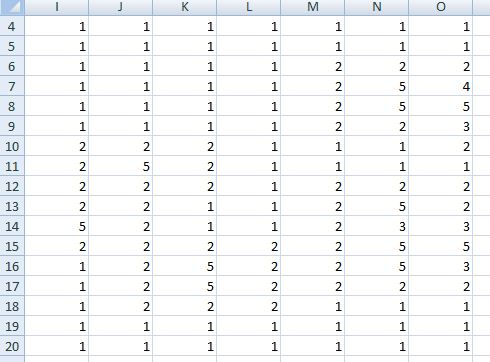 I J K L M N O
4 1 1 1 1 1 1 1
5 1 1 1 1 1 1 1
6 1 1 1 1 2 2 2
7 1 1 1 1 2 5 4
8 1 1 1 1 2 5 5
9 1 1 1 1 2 2 3
10 2 2 2 1 1 1 2
11 2 5 2 1 1 1 1
12 2 2 2 1 2 2 2
13 2 2 1 1 2 5 2
14 5 2 1 1 2 3 3
15 2 2 2 2 2 5 5
16 1 2 5 2 2 5 3
17 1 2 5 2 2 2 2
18 1 2 2 2 1 1 1
19 1 1 1 1 1 1 1
20 1 1 1 1 1 1 1